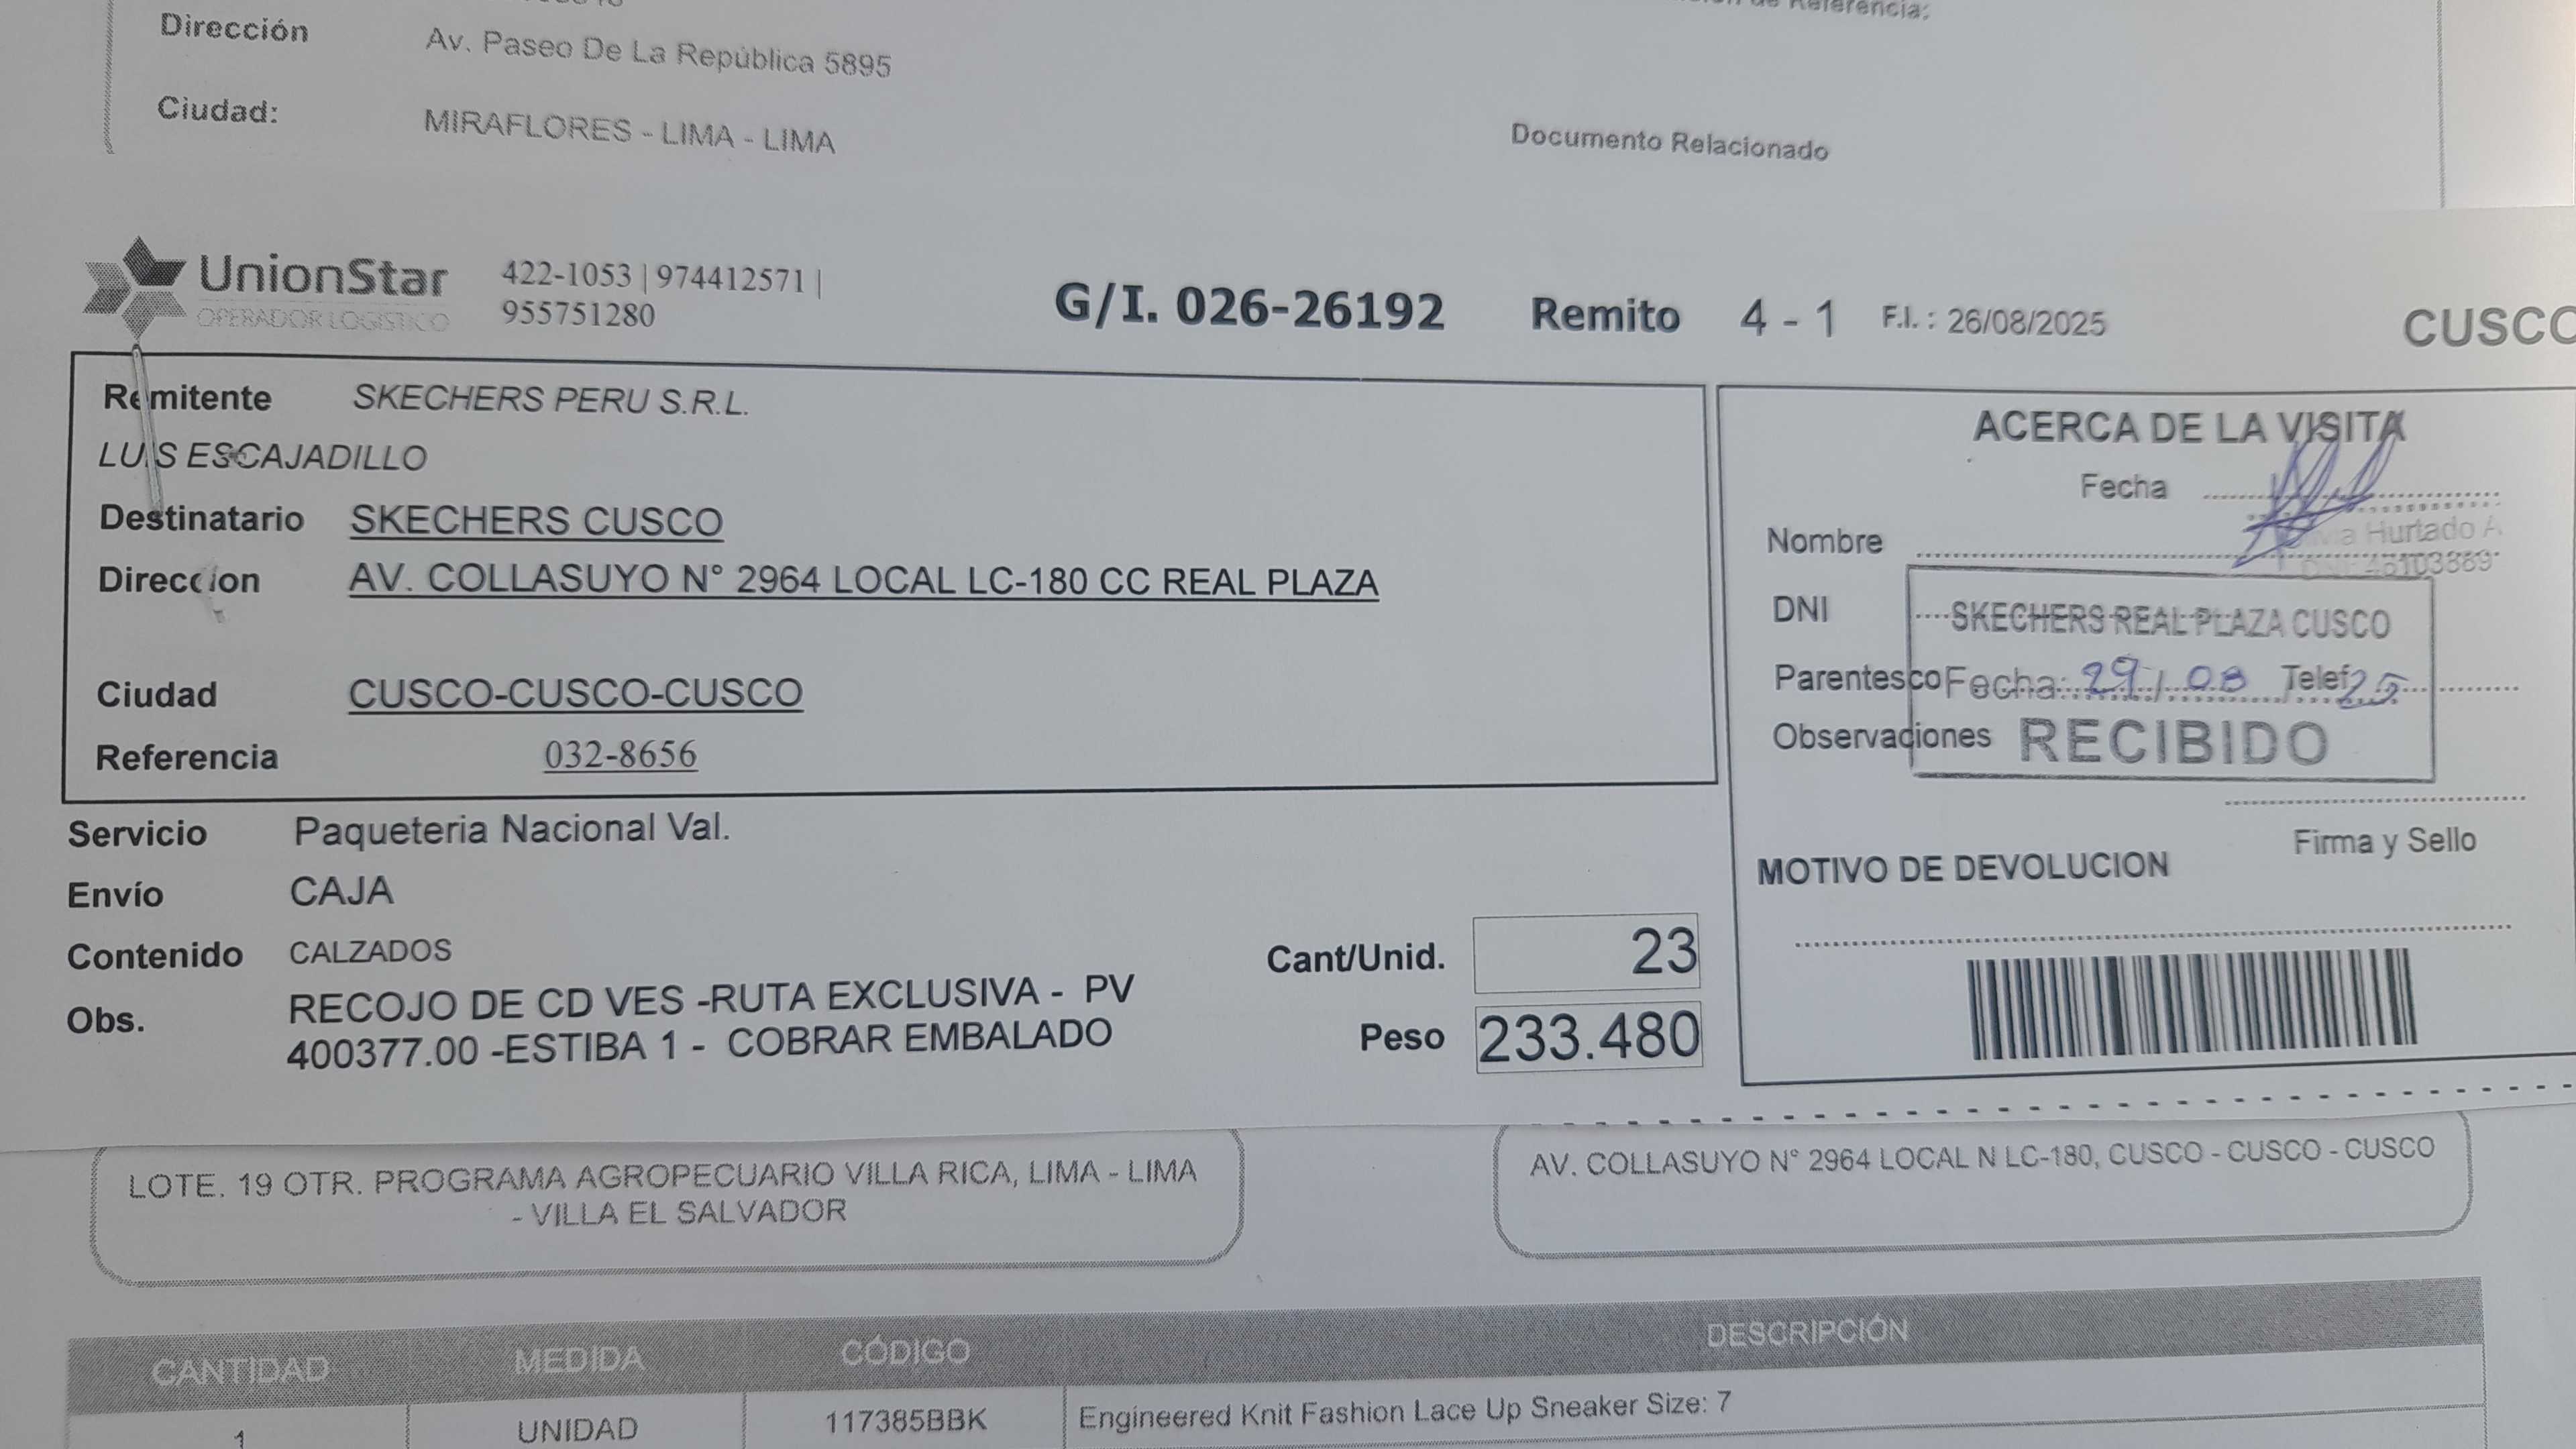 Dirección Av. Paseo De La República 5895
Ciudad: MIRAFLORES - LIMA - LIMA
de Referencia:
Documento Relacionado
UnionStar
OPERADOR LOGISTICO
422-1053 | 974412571 |
955751280
G/I. 026-26192 Remito 4 - 1 F.I. : 26/08/2025 CUSCO
Remitente SKECHERS PERU S.R.L.
LUIS ESCAJADILLO
Destinatario SKECHERS CUSCO
Direccion AV. COLLASUYO N° 2964 LOCAL LC-180 CC REAL PLAZA
Ciudad CUSCO-CUSCO-CUSCO
Referencia 032-8656
ACERCA DE LA VISITA
Fecha
Nombre
Hurtado A
DNI
SKECHERS REAL PLAZA CUSCO
Parentesco Telef
Fecha: 29 / 08 25
Observaciones
RECIBIDO
Firma y Sello
MOTIVO DE DEVOLUCION
Servicio Paqueteria Nacional Val.
Envío CAJA
Contenido CALZADOS
Obs. RECOJO DE CD VES -RUTA EXCLUSIVA - PV
400377.00 -ESTIBA 1 - COBRAR EMBALADO
Cant/Unid. 23
Peso 233.480
LOTE. 19 OTR. PROGRAMA AGROPECUARIO VILLA RICA, LIMA - LIMA
- VILLA EL SALVADOR
AV. COLLASUYO N° 2964 LOCAL N LC-180, CUSCO - CUSCO - CUSCO
CANTIDAD MEDIDA CÓDIGO DESCRIPCIÓN
1 UNIDAD 117385BBK Engineered Knit Fashion Lace Up Sneaker Size: 7